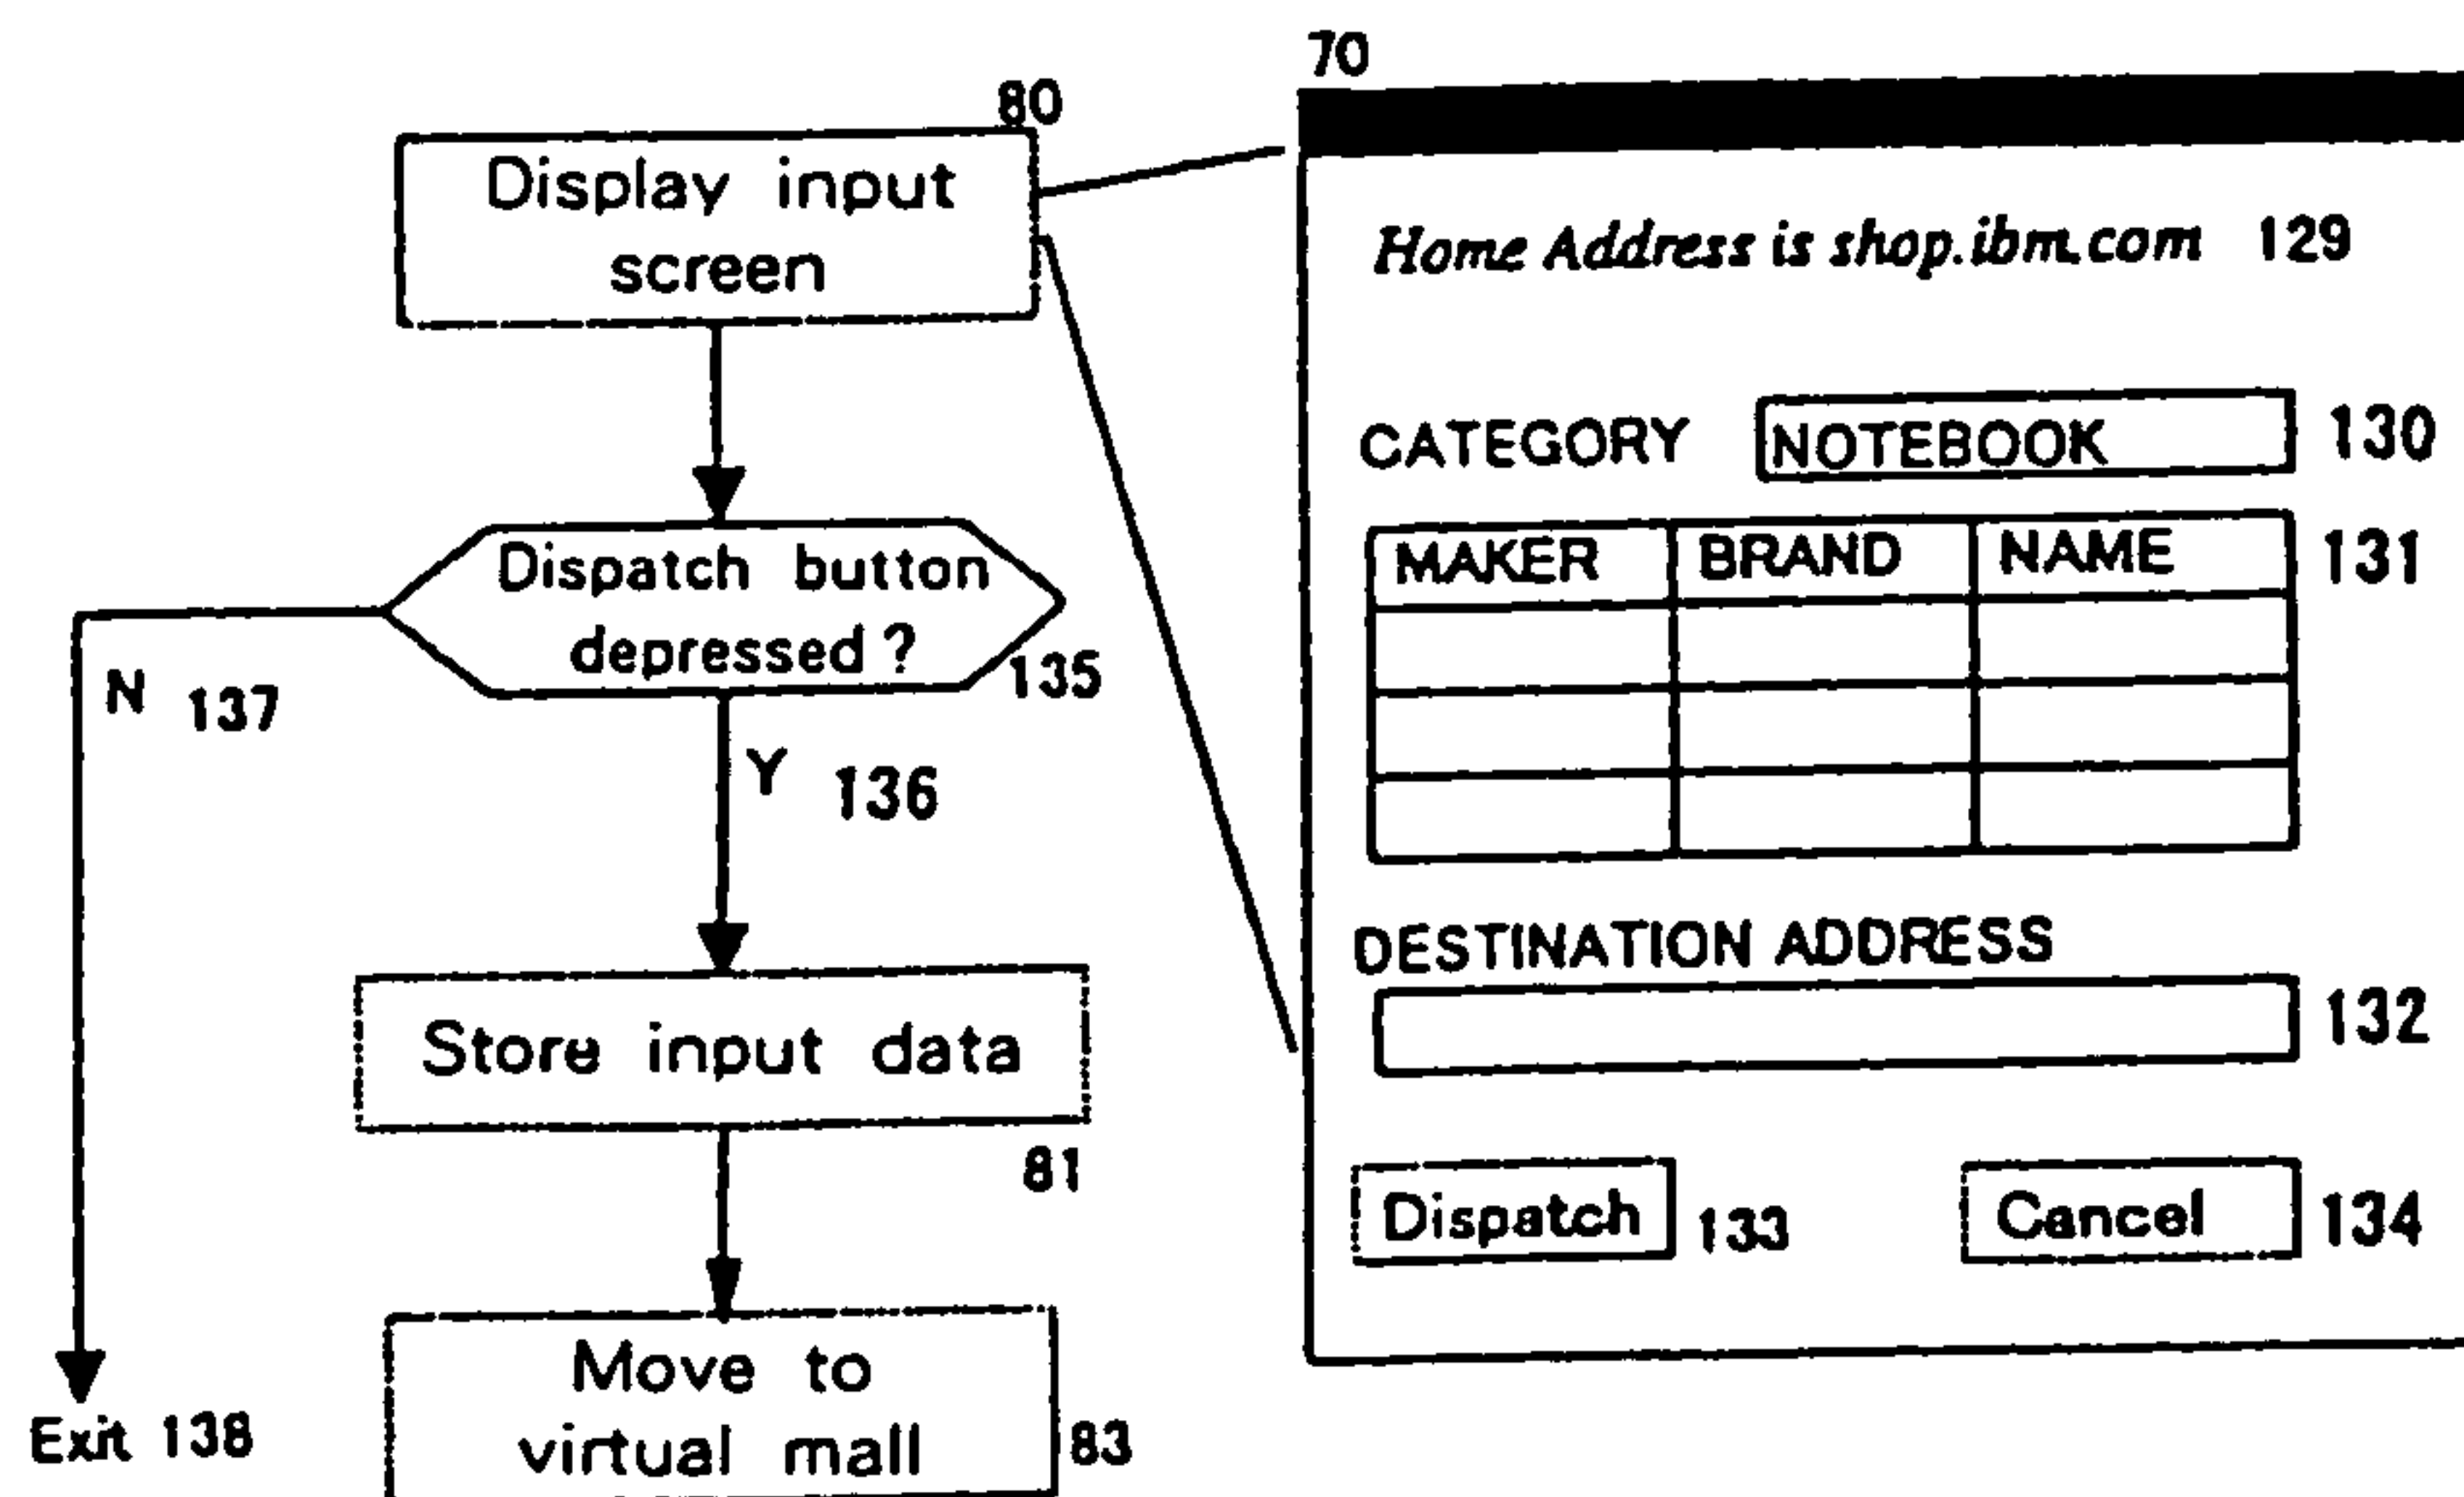 80
Display input
screen
Dispatch button
depressed ?
135
N 137
Y 136
Store input data
81
Move to
virtual mall
83
Exit 138
70
Home Address is shop.ibm.com 129
CATEGORY NOTEBOOK 130
MAKER BRAND NAME 131
DESTINATION ADDRESS
132
Dispatch 133 Cancel 134